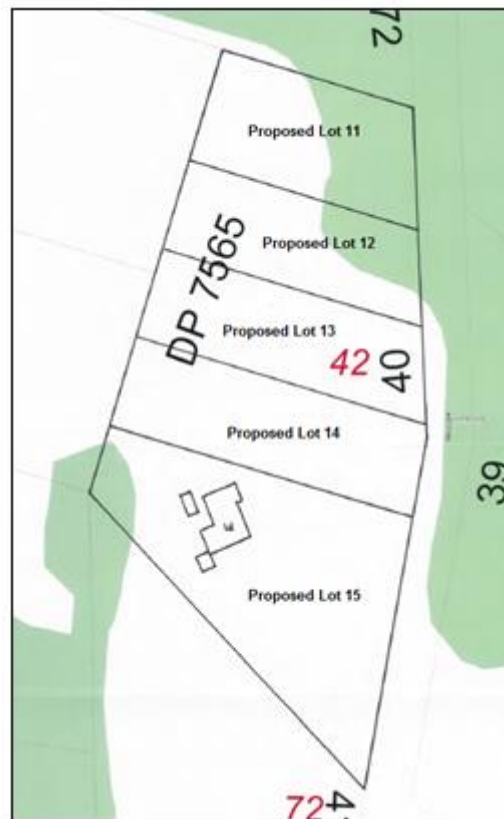 72
Proposed Lot 11
Proposed Lot 12
DP 7565
Proposed Lot 13
42
40
Proposed Lot 14
39
Proposed Lot 15
72